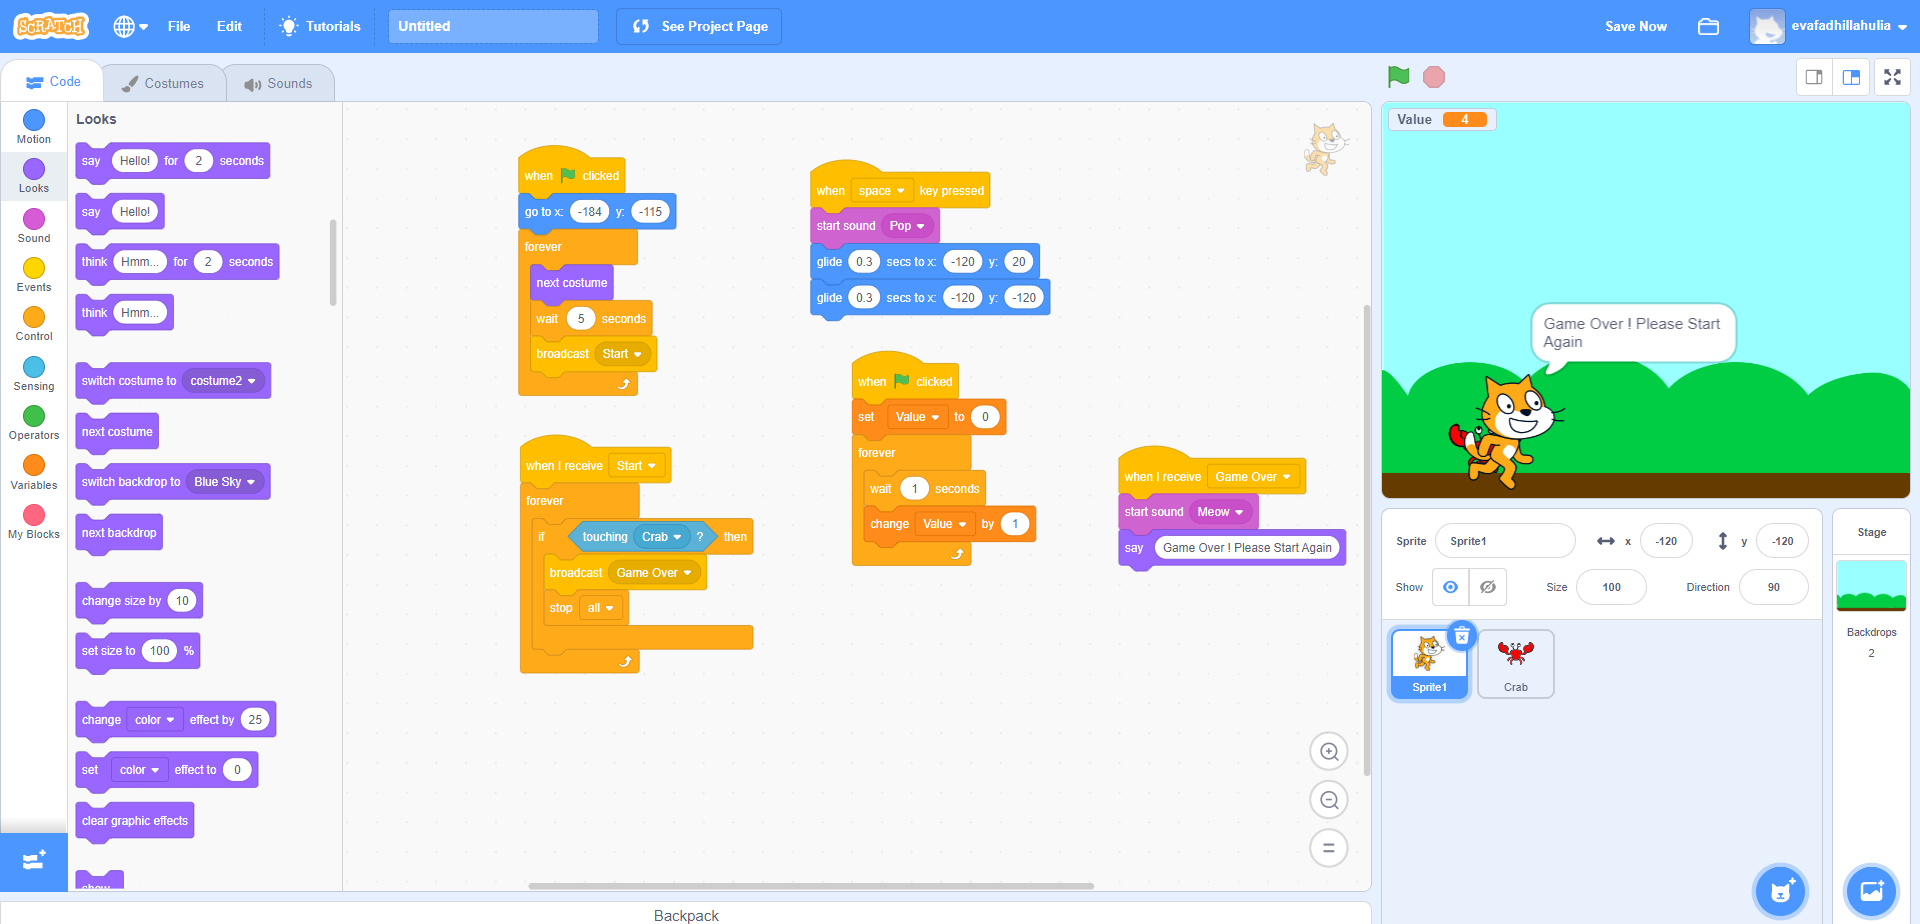 SCRATCH File Edit Tutorials Untitled See Project Page Save Now evafadhillahulia
Code Costumes Sounds
Motion
Looks
Sound
Events
Control
Sensing
Operators
Variables
My Blocks
Looks
say Hello! for 2 seconds
say Hello!
think Hmm... for 2 seconds
think Hmm...
switch costume to costume2
next costume
switch backdrop to Blue Sky
next backdrop
change size by 10
set size to 100 %
change color effect by 25
set color effect to 0
clear graphic effects
show
when clicked
go to x: -184 y: -115
forever
next costume
wait 5 seconds
broadcast Start
when I receive Start
forever
if touching Crab ? then
broadcast Game Over
stop all
when space key pressed
start sound Pop
glide 0.3 secs to x: -120 y: 20
glide 0.3 secs to x: -120 y: -120
when clicked
set Value to 0
forever
wait 1 seconds
change Value by 1
when I receive Game Over
start sound Meow
say Game Over ! Please Start Again
Value 4
Game Over ! Please Start
Again
Sprite Sprite1 x -120 y -120
Show Size 100 Direction 90
Sprite1
Crab
Stage
Backdrops
2
Backpack